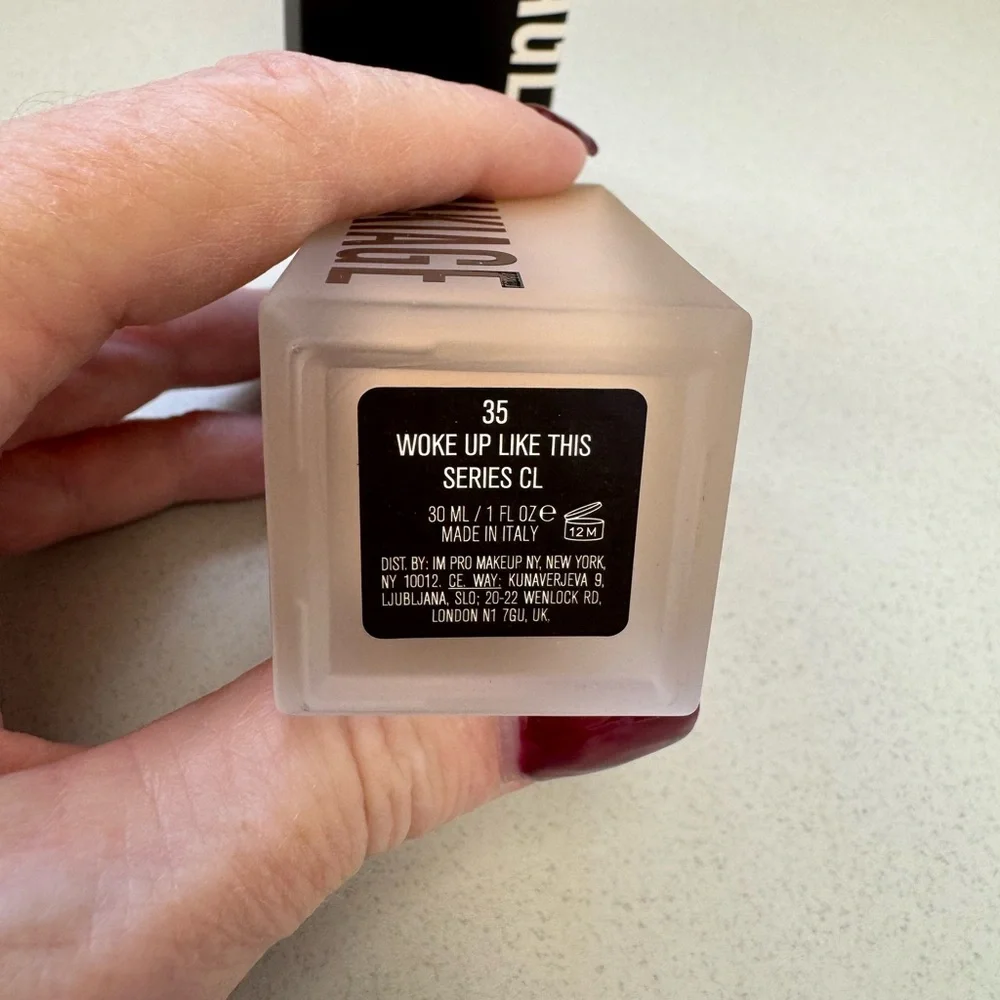 35
WOKE UP LIKE THIS
SERIES CL
30 ML / 1 FL OZ ℮
MADE IN ITALY
12 M
DIST. BY: IM PRO MAKEUP NY, NEW YORK,
NY 10012. CE. WAY: KUNAVERJEVA 9,
LJUBLJANA, SLO; 20-22 WENLOCK RD,
LONDON N1 7GU, UK.